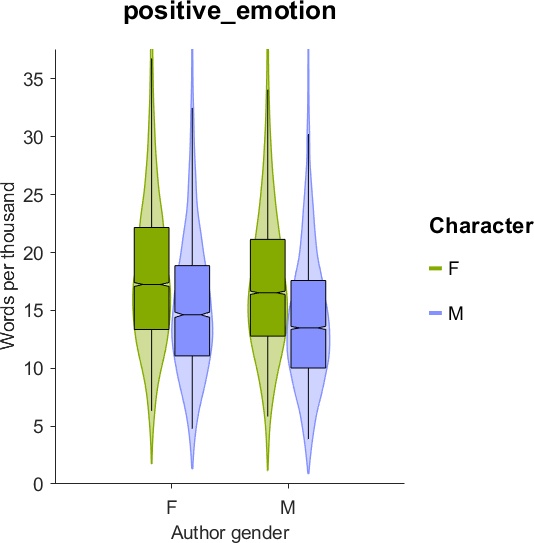 positive_emotion
35
30
25
20
15
10
5
0
Words per thousand
F
M
Author gender
Character
F
M